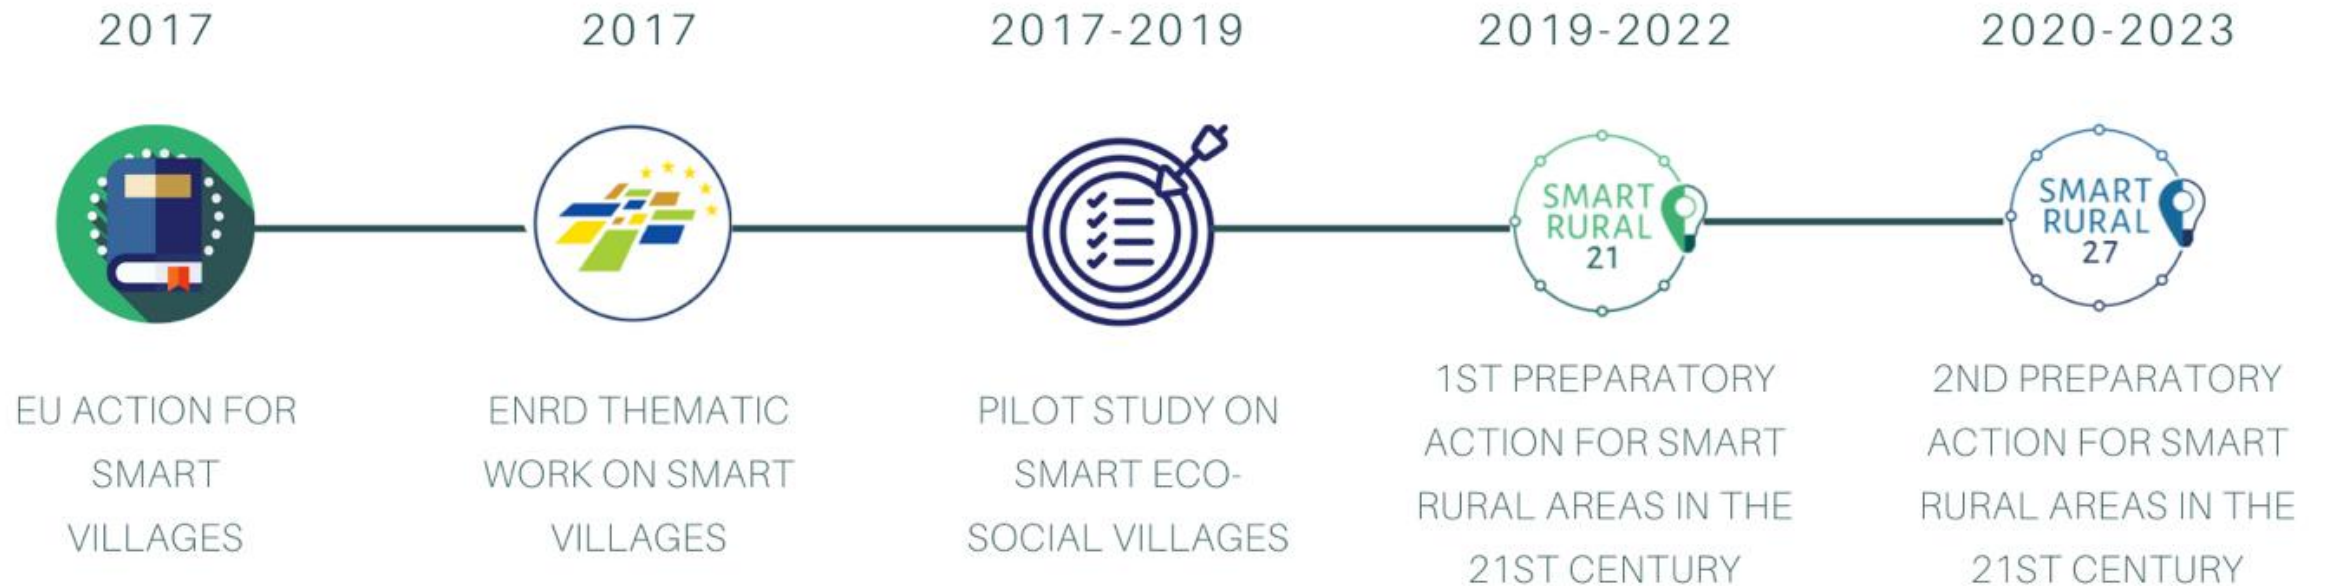 2017
EU ACTION FOR
SMART
VILLAGES
2017
ENRD THEMATIC
WORK ON SMART
VILLAGES
2017-2019
PILOT STUDY ON
SMART ECO-
SOCIAL VILLAGES
2019-2022
SMART
RURAL
21
1ST PREPARATORY
ACTION FOR SMART
RURAL AREAS IN THE
21ST CENTURY
2020-2023
SMART
RURAL
27
2ND PREPARATORY
ACTION FOR SMART
RURAL AREAS IN THE
21ST CENTURY